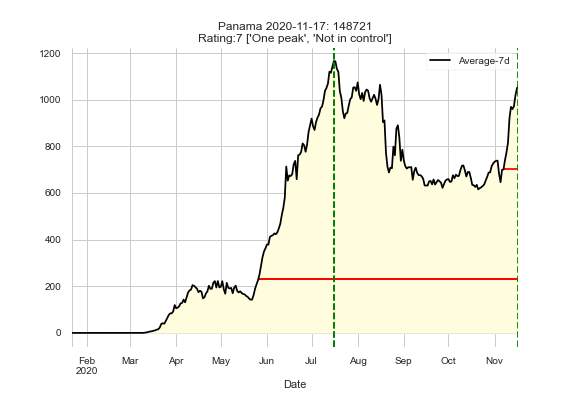 Panama 2020-11-17: 148721
Rating:7 ['One peak', 'Not in control']
Average-7d
1200
1000
800
600
400
200
0
Feb Mar Apr May Jun Jul Aug Sep Oct Nov
2020
Date